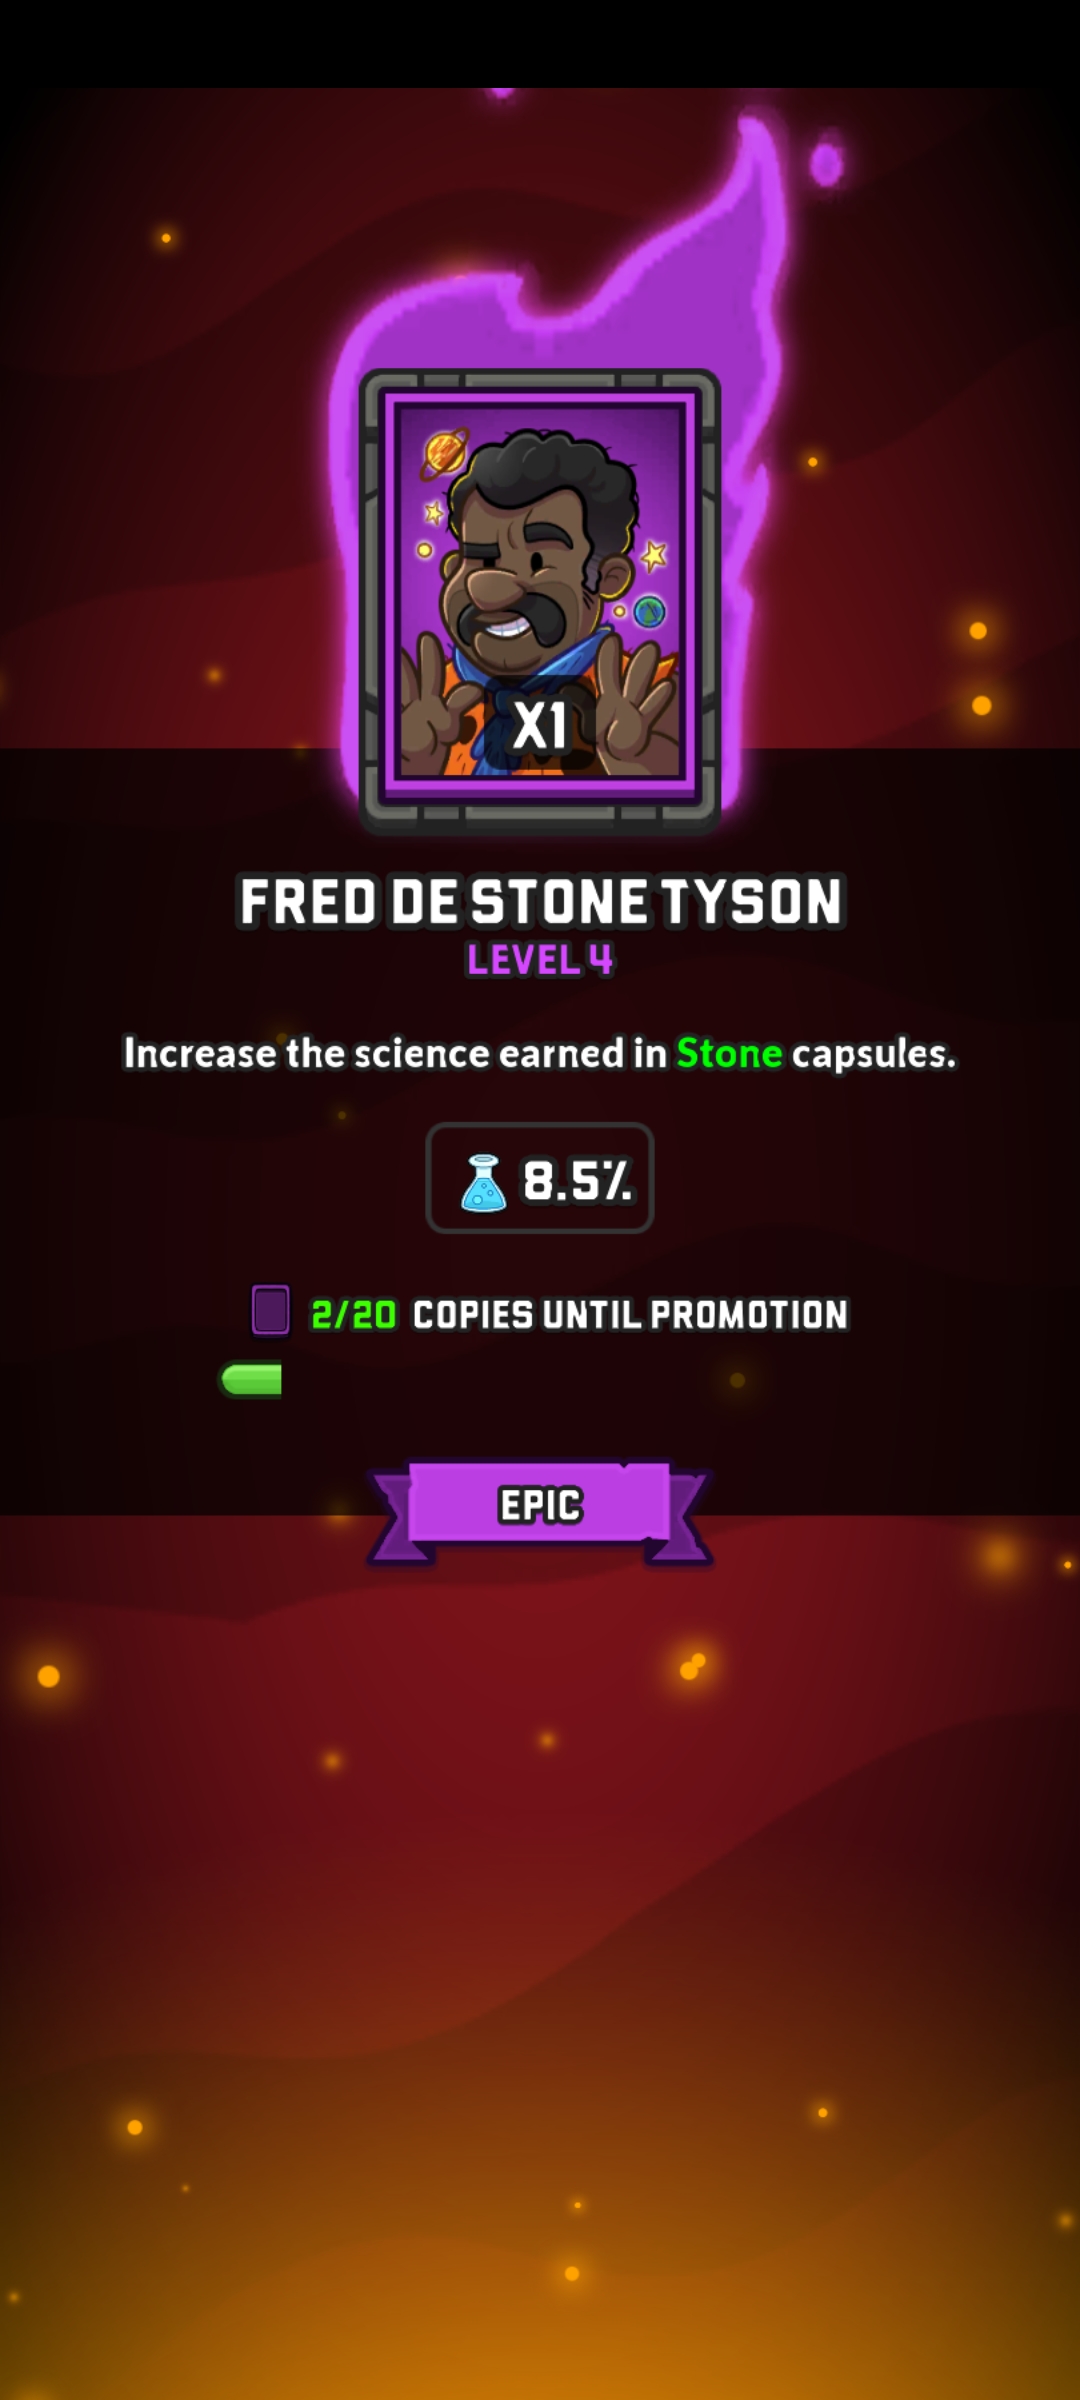 X1
FRED DE STONE TYSON
LEVEL 4
Increase the science earned in Stone capsules.
8.5%
2/20 COPIES UNTIL PROMOTION
EPIC